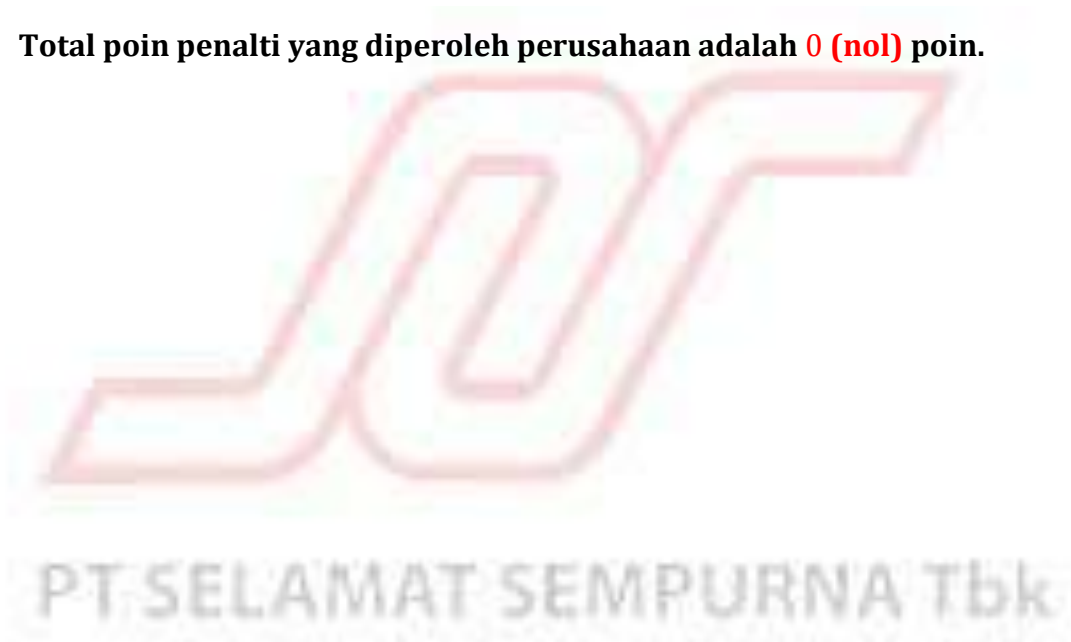 Total poin penalti yang diperoleh perusahaan adalah 0 (nol) poin.
PT SELAMAT SEMPURNA Tbk